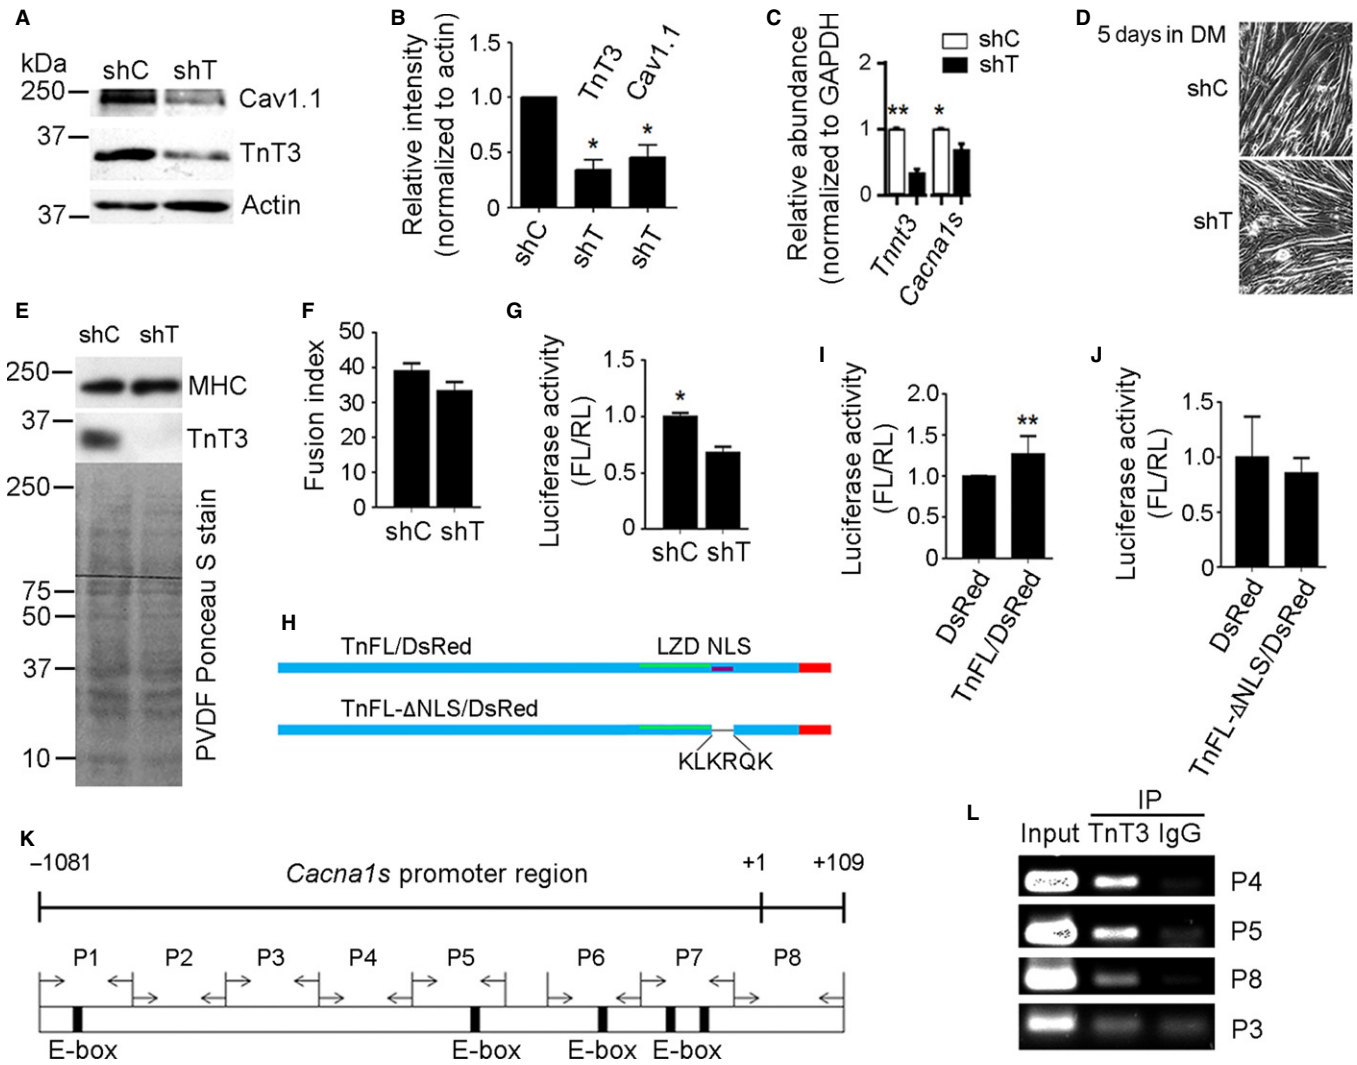 A
kDa
shC shT
250
Cav1.1
37
TnT3
37
Actin
B
Relative intensity
(normalized to actin)
1.5
1.0
0.5
0
TnT3
Cav1.1
*
*
shC
shT
shT
C
Relative abundance
(normalized to GAPDH)
shC
shT
2
1
0
**
*
Tnnt3
Cacna1s
D
5 days in DM
shC
shT
E
shC shT
250
MHC
37
TnT3
250
75
50
37
10
PVDF Ponceau S stain
F
Fusion index
50
40
30
20
10
0
shC shT
G
Luciferase activity
(FL/RL)
1.5
1.0
0.5
0
*
shC shT
H
TnFL/DsRed
LZD NLS
TnFL-ΔNLS/DsRed
KLKRQK
I
Luciferase activity
(FL/RL)
2.0
1.5
1.0
0.5
0
**
DsRed
TnFL/DsRed
J
Luciferase activity
(FL/RL)
1.5
1.0
0.5
0
DsRed
TnFL-ΔNLS/DsRed
K
−1081
Cacna1s promoter region
+1
+109
P1 P2 P3 P4 P5 P6 P7 P8
E-box E-box E-box E-box
L
IP
Input TnT3 IgG
P4
P5
P8
P3